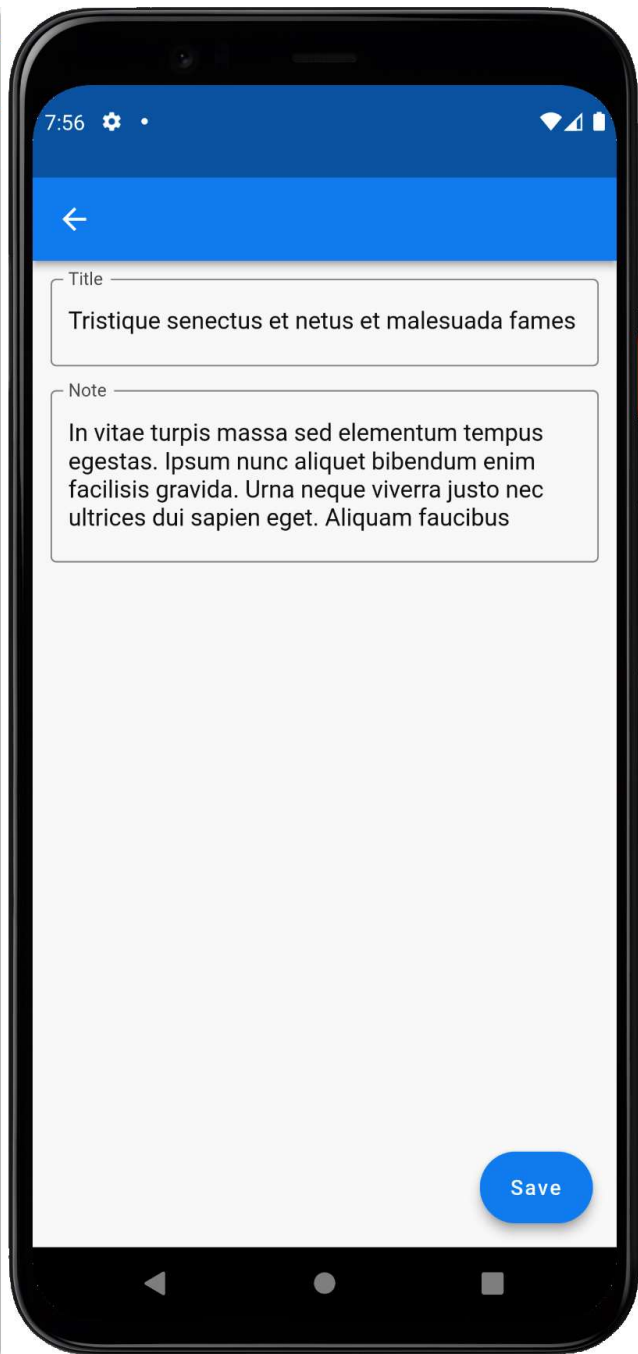 7:56
Title
Tristique senectus et netus et malesuada fames
Note
In vitae turpis massa sed elementum tempus
egestas. Ipsum nunc aliquet bibendum enim
facilisis gravida. Urna neque viverra justo nec
ultrices dui sapien eget. Aliquam faucibus
Save